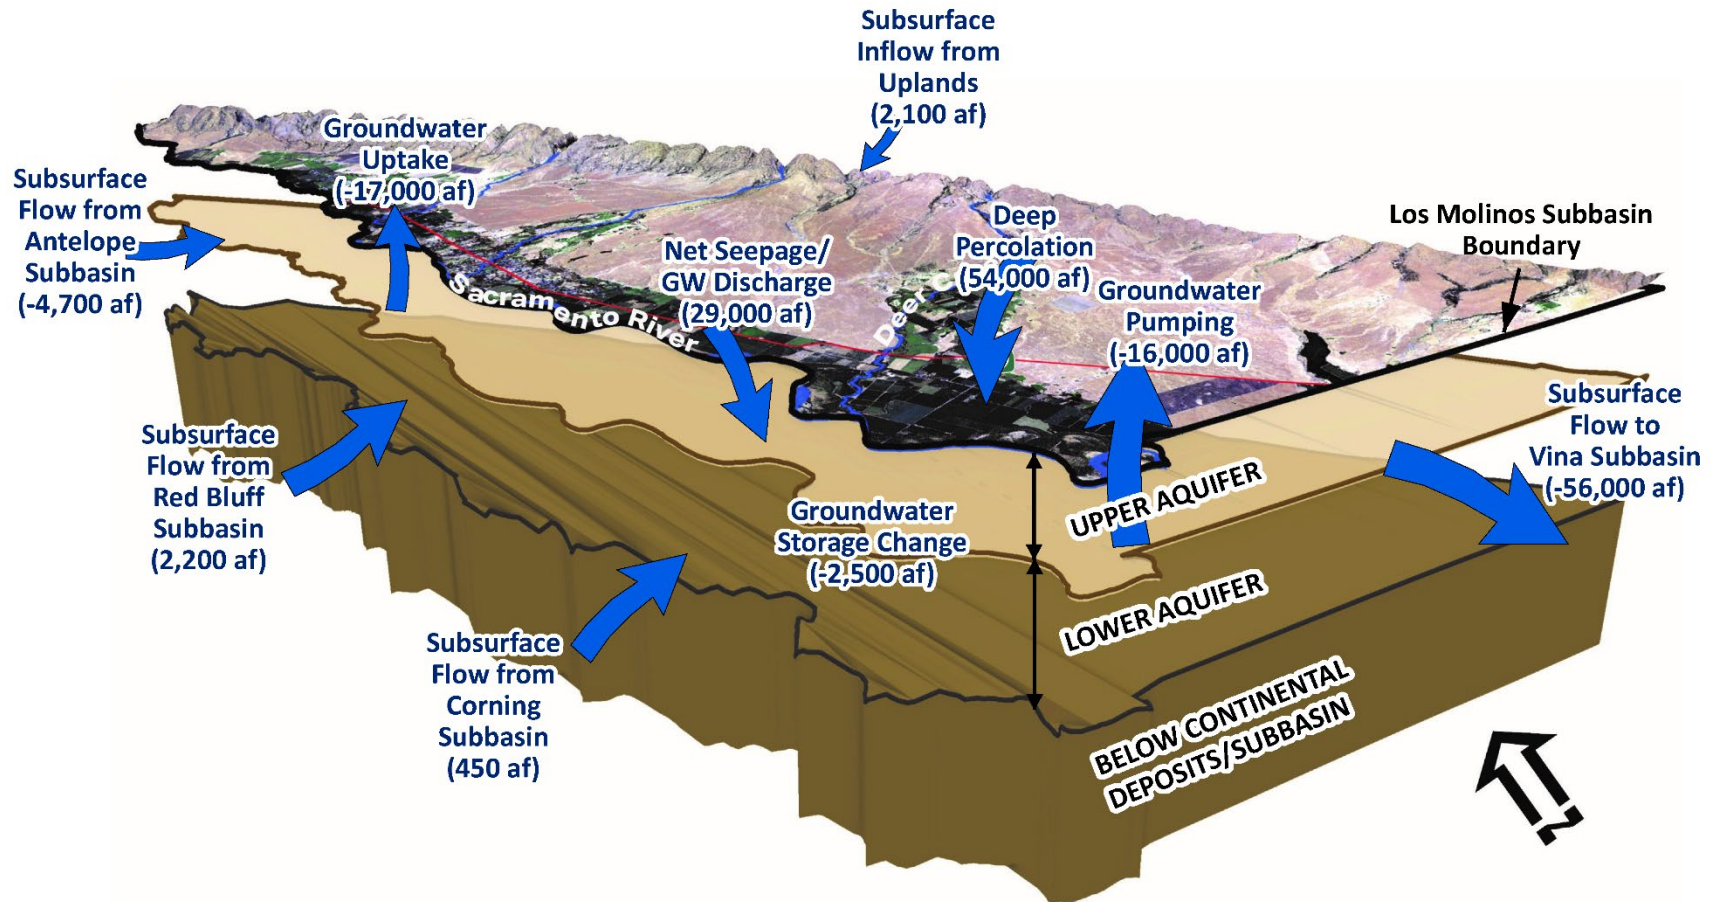 Subsurface
Inflow from
Uplands
(2,100 af)
Groundwater
Uptake
(-17,000 af)
Subsurface
Flow from
Antelope
Subbasin
(-4,700 af)
Net Seepage/
GW Discharge
(29,000 af)
Deep
Percolation
(54,000 af)
Los Molinos Subbasin
Boundary
Groundwater
Pumping
(-16,000 af)
Sacramento River
Deer C
Subsurface
Flow to
Vina Subbasin
(-56,000 af)
Subsurface
Flow from
Red Bluff
Subbasin
(2,200 af)
Groundwater
Storage Change
(-2,500 af)
UPPER AQUIFER
LOWER AQUIFER
Subsurface
Flow from
Corning
Subbasin
(450 af)
BELOW CONTINENTAL
DEPOSITS/SUBBASIN
N